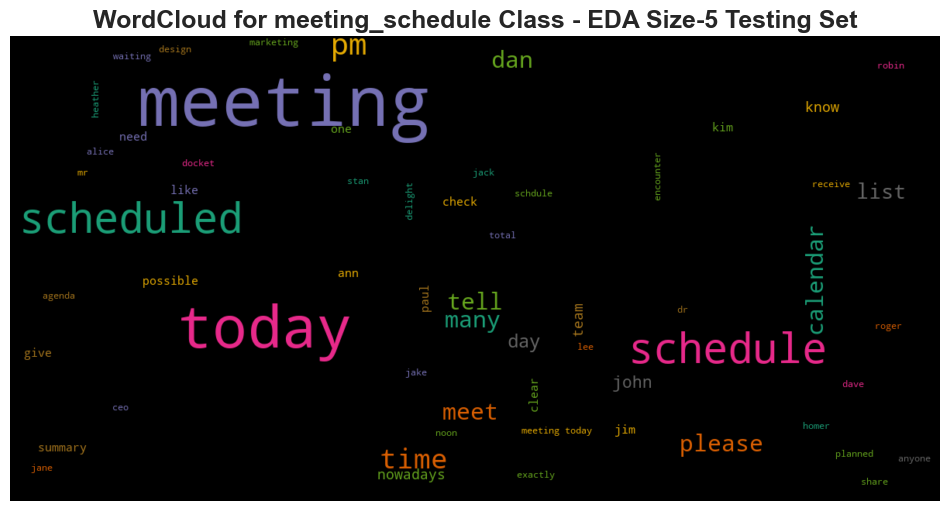 WordCloud for meeting_schedule Class - EDA Size-5 Testing Set
marketing
design
waiting
pm
dan
robin
heather
meeting
one
need
know
kim
alice
docket
mr
like
stan
jack
delight
check
schdule
encounter
receive
list
scheduled
total
calendar
possible
ann
agenda
paul
tell
many
team
dr
today
day
lee
schedule
roger
give
jake
john
clear
dave
ceo
meet
noon
meeting today
jim
homer
summary
please
planned
anyone
jane
time
nowadays
exactly
share